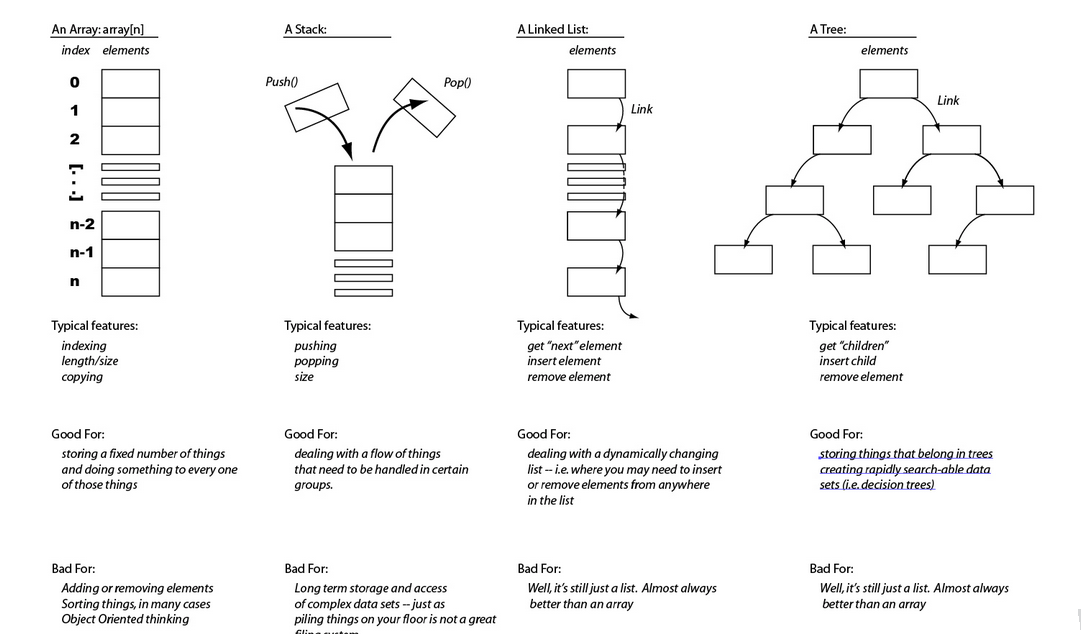 An Array: array[n]
index elements
0
1
2
[...]
n-2
n-1
n
Typical features:
indexing
length/size
copying
Good For:
storing a fixed number of things
and doing something to every one
of those things
Bad For:
Adding or removing elements
Sorting things, in many cases
Object Oriented thinking
A Stack:
Push()
Pop()
Typical features:
pushing
popping
size
Good For:
dealing with a flow of things
that need to be handled in certain
groups.
Bad For:
Long term storage and access
of complex data sets -- just as
piling things on your floor is not a great
filing system
A Linked List:
elements
Link
Typical features:
get “next” element
insert element
remove element
Good For:
dealing with a dynamically changing
list -- i.e. where you may need to insert
or remove elements from anywhere
in the list
Bad For:
Well, it’s still just a list. Almost always
better than an array
A Tree:
elements
Link
Typical features:
get “children”
insert child
remove element
Good For:
storing things that belong in trees
creating rapidly search-able data
sets (i.e. decision trees)
Bad For:
Well, it’s still just a list. Almost always
better than an array